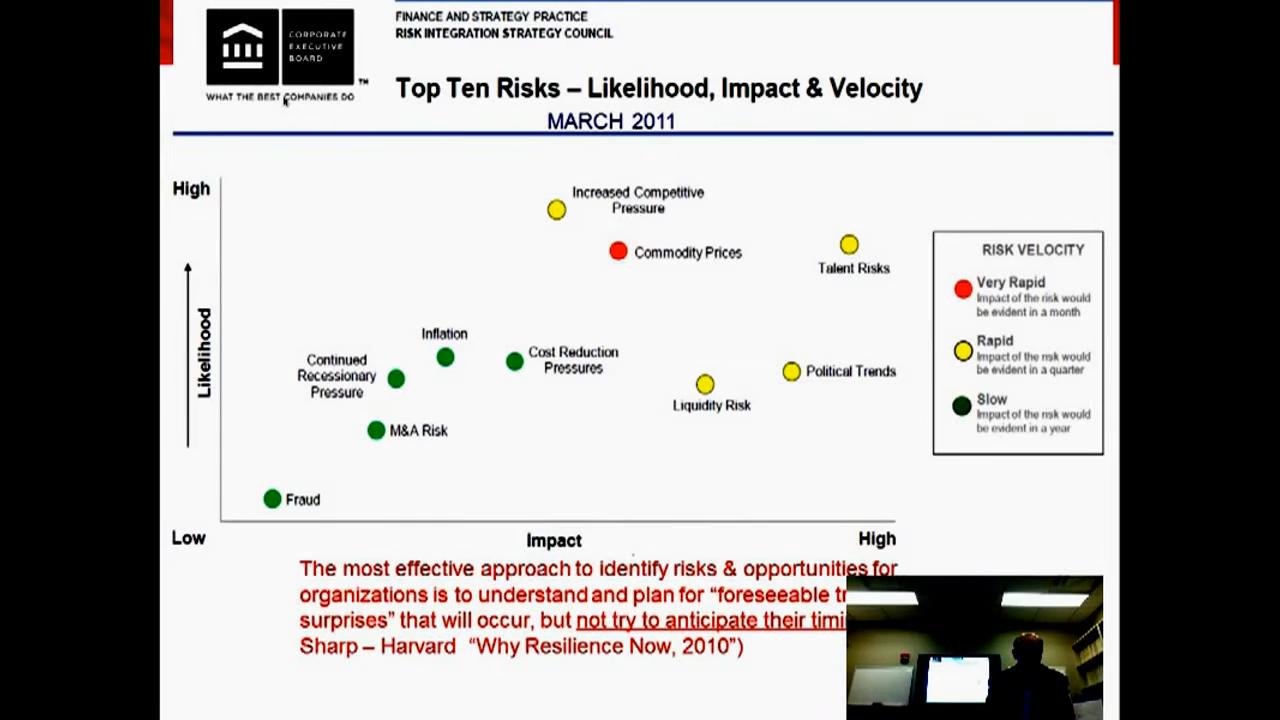 CORPORATE
EXECUTIVE
BOARD
TM
WHAT THE BEST COMPANIES DO
FINANCE AND STRATEGY PRACTICE
RISK INTEGRATION STRATEGY COUNCIL
Top Ten Risks – Likelihood, Impact & Velocity
MARCH 2011
High
Likelihood
Low
Increased Competitive
Pressure
Commodity Prices
Talent Risks
Inflation
Continued
Recessionary
Pressure
Cost Reduction
Pressures
Political Trends
Liquidity Risk
M&A Risk
Fraud
Impact
High
RISK VELOCITY
Very Rapid
Impact of the risk would
be evident in a month
Rapid
Impact of the risk would
be evident in a quarter
Slow
Impact of the risk would
be evident in a year
The most effective approach to identify risks & opportunities for
organizations is to understand and plan for “foreseeable
surprises” that will occur, but not try to anticipate their
Sharp – Harvard “Why Resilience Now, 2010”)